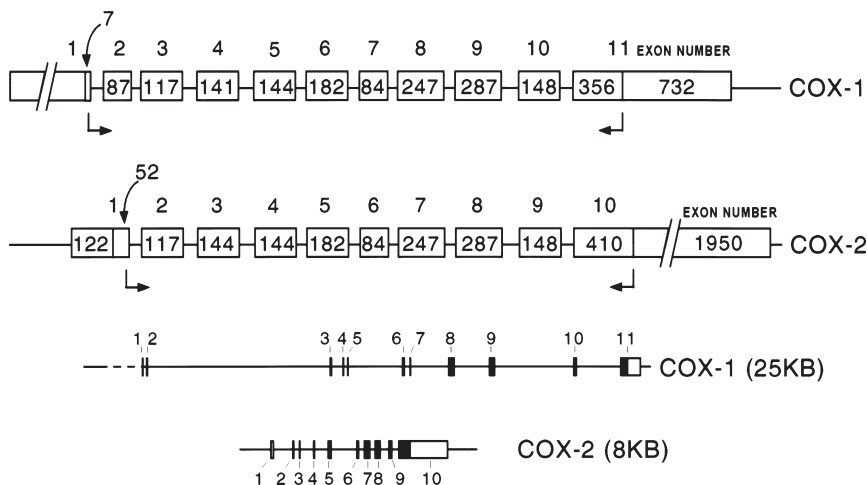 7
1 2 3 4 5 6 7 8 9 10 11 EXON NUMBER
87 117 141 144 182 84 247 287 148 356 732 COX-1
52
1 2 3 4 5 6 7 8 9 10 EXON NUMBER
122 117 144 144 182 84 247 287 148 410 1950 COX-2
1 2 3 4 5 6 7 8 9 10 11
COX-1 (25KB)
COX-2 (8KB)
1 2 3 4 5 6 7 8 9 10